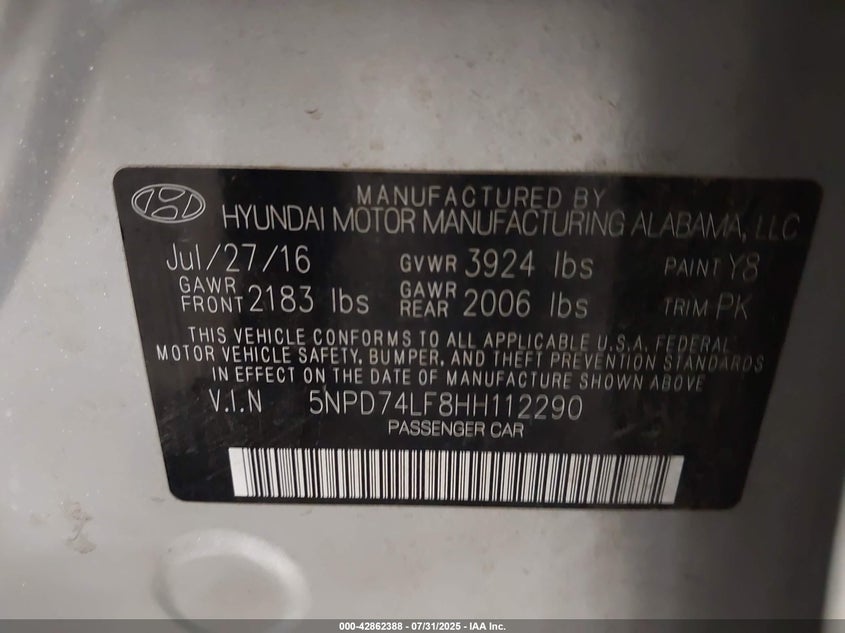 MANUFACTURED BY
HYUNDAI MOTOR MANUFACTURING ALABAMA, LLC
Jul/27/16 GVWR 3924 lbs PAINT Y8
GAWR FRONT 2183 lbs GAWR REAR 2006 lbs TRIM PK
THIS VEHICLE CONFORMS TO ALL APPLICABLE U.S.A. FEDERAL
MOTOR VEHICLE SAFETY, BUMPER, AND THEFT PREVENTION STANDARDS
IN EFFECT ON THE DATE OF MANUFACTURE SHOWN ABOVE
V.I.N 5NPD74LF8HH112290
PASSENGER CAR
000-42862388 - 07/31/2025 - IAA Inc.